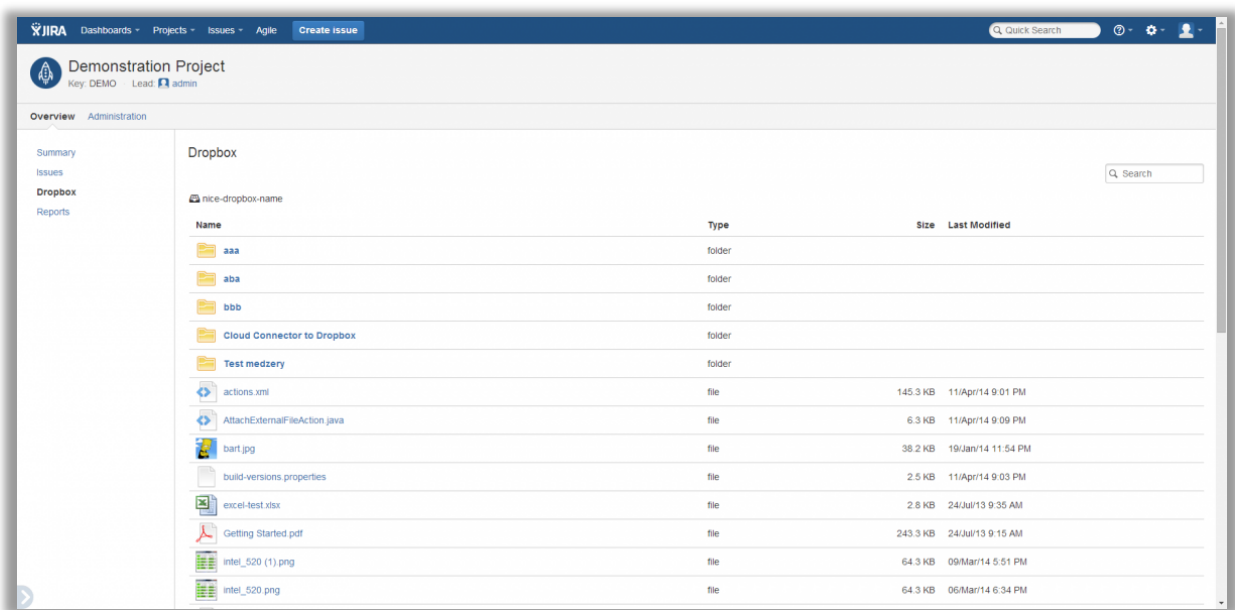 JIRA Dashboards Projects Issues Agile Create issue Quick Search
Demonstration Project
Key: DEMO Lead: admin
Overview Administration
Summary
Issues
Dropbox
Reports
Dropbox
Search
nice-dropbox-name
Name Type Size Last Modified
aaa folder
aba folder
bbb folder
Cloud Connector to Dropbox folder
Test medzery folder
actions.xml file 145.3 KB 11/Apr/14 9:01 PM
AttachExternalFileAction.java file 6.3 KB 11/Apr/14 9:09 PM
bart.jpg file 38.2 KB 19/Jan/14 11:54 PM
build-versions.properties file 2.5 KB 11/Apr/14 9:03 PM
excel-test.xlsx file 2.8 KB 24/Jul/13 9:35 AM
Getting Started.pdf file 243.3 KB 24/Jul/13 9:15 AM
intel_520 (1).png file 64.3 KB 09/Mar/14 5:51 PM
intel_520.png file 64.3 KB 06/Mar/14 6:34 PM